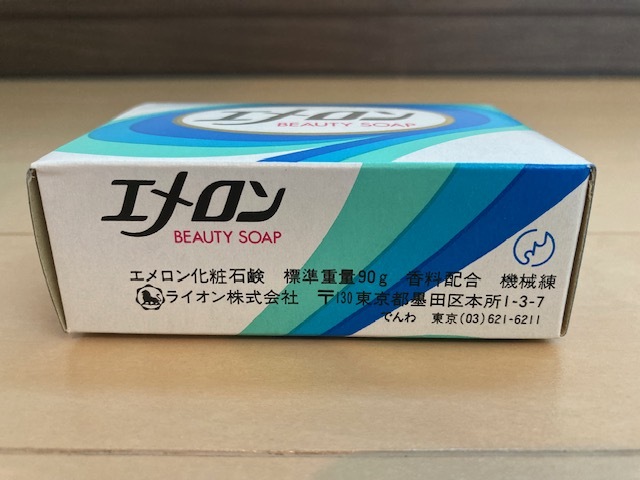 エメロン
BEAUTY SOAP
エメロン
BEAUTY SOAP
エメロン化粧石鹸 標準重量90g 香料配合 機械練
ライオン株式会社 〒130 東京都墨田区本所1-3-7
でんわ 東京(03)621-6211